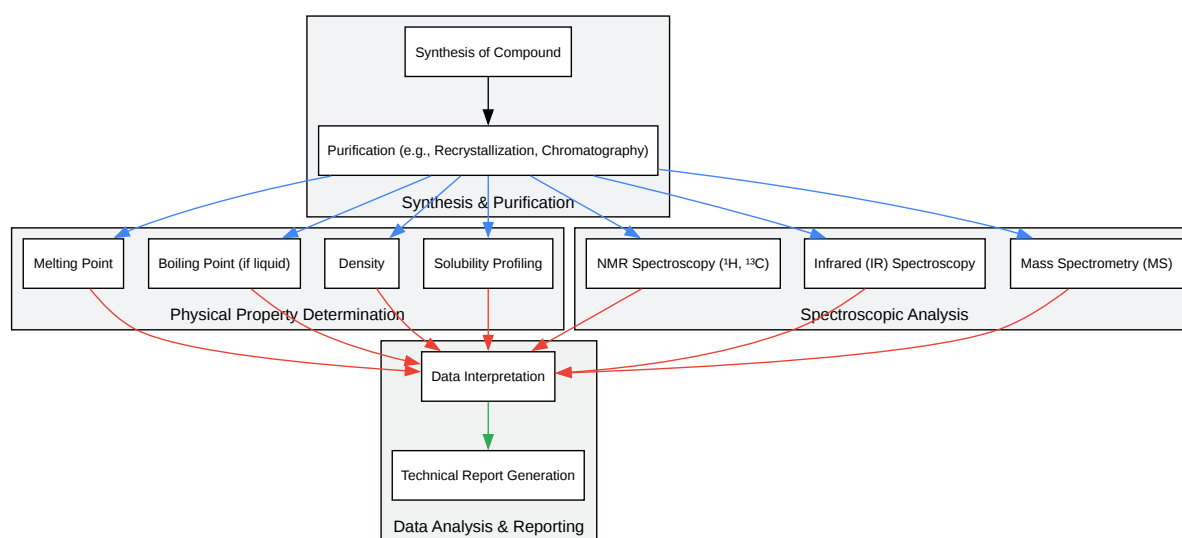 Synthesis of Compound
Purification (e.g., Recrystallization, Chromatography)
Synthesis & Purification
Melting Point
Boiling Point (if liquid)
Density
Solubility Profiling
NMR Spectroscopy (¹H, ¹³C)
Infrared (IR) Spectroscopy
Mass Spectrometry (MS)
Physical Property Determination
Spectroscopic Analysis
Data Interpretation
Technical Report Generation
Data Analysis & Reporting